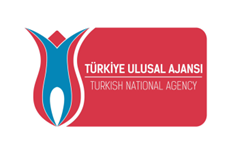 TÜRKİYE ULUSAL AJANSI
TURKISH NATIONAL AGENCY